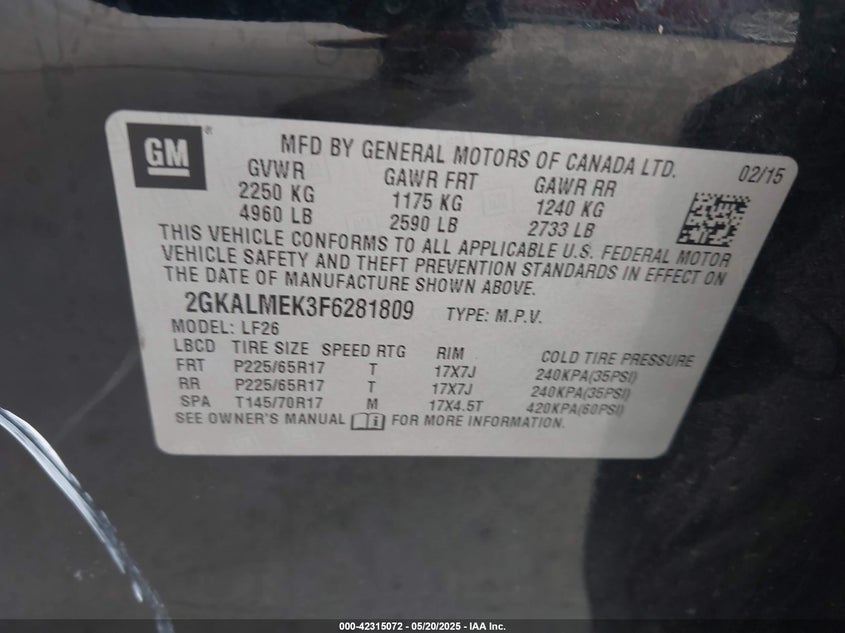 GM ®
MFD BY GENERAL MOTORS OF CANADA LTD.
02/15
GVWR GAWR FRT GAWR RR
2250 KG 1175 KG 1240 KG
4960 LB 2590 LB 2733 LB
THIS VEHICLE CONFORMS TO ALL APPLICABLE U.S. FEDERAL MOTOR
VEHICLE SAFETY AND THEFT PREVENTION STANDARDS IN EFFECT ON
THE DATE OF MANUFACTURE SHOWN ABOVE.
2GKALMEK3F6281809 TYPE: M.P.V.
MODEL: LF26
LBCD TIRE SIZE SPEED RTG RIM COLD TIRE PRESSURE
FRT P225/65R17 T 17X7J 240KPA(35PSI)
RR P225/65R17 T 17X7J 240KPA(35PSI)
SPA T145/70R17 M 17X4.5T 420KPA(60PSI)
SEE OWNER'S MANUAL FOR MORE INFORMATION.
000-42315072 - 05/20/2025 - IAA Inc.